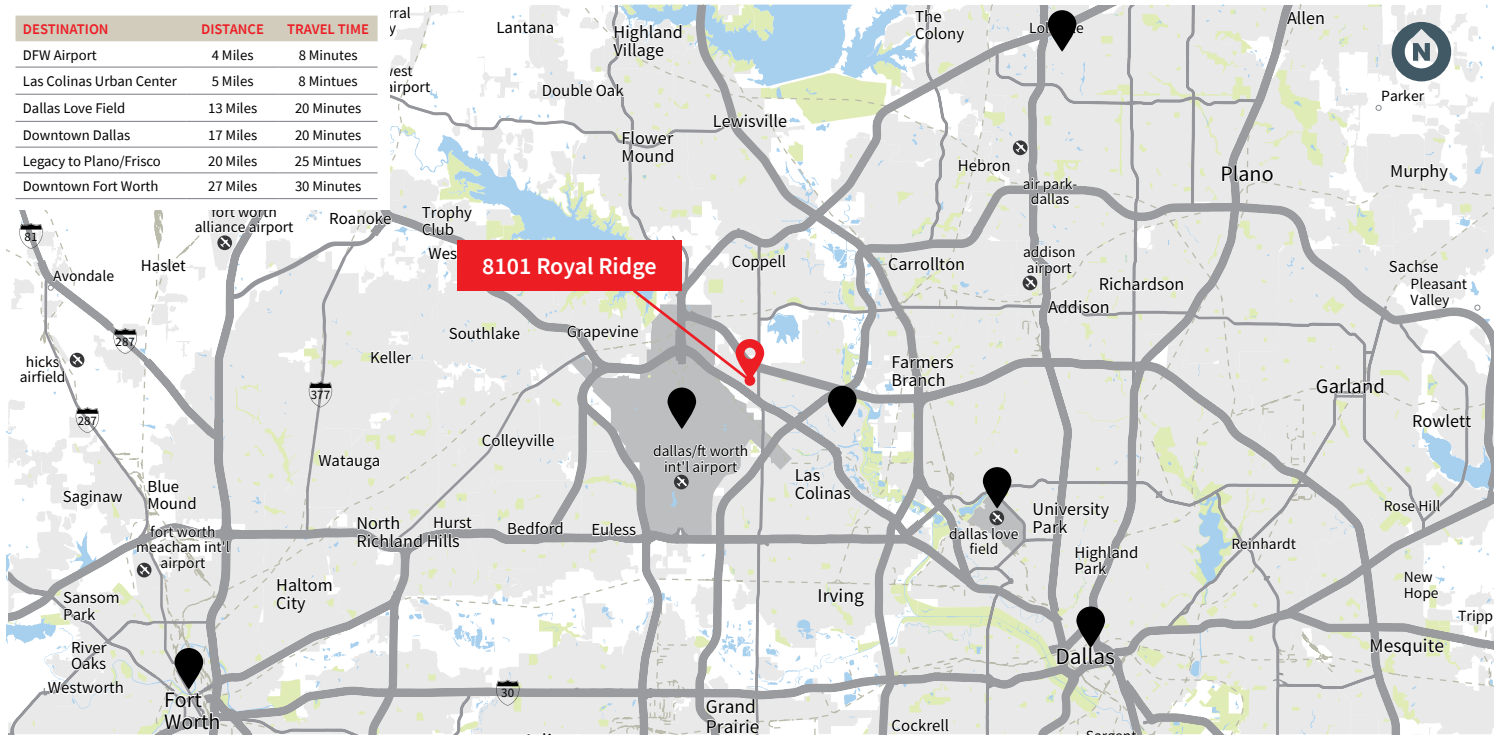 DESTINATION DISTANCE TRAVEL TIME
DFW Airport 4 Miles 8 Minutes
Las Colinas Urban Center 5 Miles 8 Mintues
Dallas Love Field 13 Miles 20 Minutes
Downtown Dallas 17 Miles 20 Minutes
Legacy to Plano/Frisco 20 Miles 25 Mintues
Downtown Fort Worth 27 Miles 30 Minutes
Lantana
Highland
Village
The
Colony
Allen
N
Double Oak
Parker
Lewisville
Flower
Mound
Hebron
Plano
Murphy
air park-
dallas
fort worth
alliance airport
Roanoke
Trophy
Club
81
Avondale
Haslet
8101 Royal Ridge
Coppell
Carrollton
addison
airport
Richardson
Addison
Sachse
Pleasant
Valley
287
Southlake
Grapevine
Keller
hicks
airfield
377
287
Farmers
Branch
Garland
Rowlett
Colleyville
Watauga
dallas/ft worth
int'l airport
Las
Colinas
Saginaw
Blue
Mound
North
Richland Hills
Hurst
Bedford
Euless
University
Park
Rose Hill
fort worth
meacham int'l
airport
dallas love
field
Highland
Park
Reinhardt
Haltom
City
Irving
New
Hope
Sansom
Park
Tripp
River
Oaks
Dallas
Mesquite
Westworth
30
Fort
Worth
Grand
Prairie
Cockrell